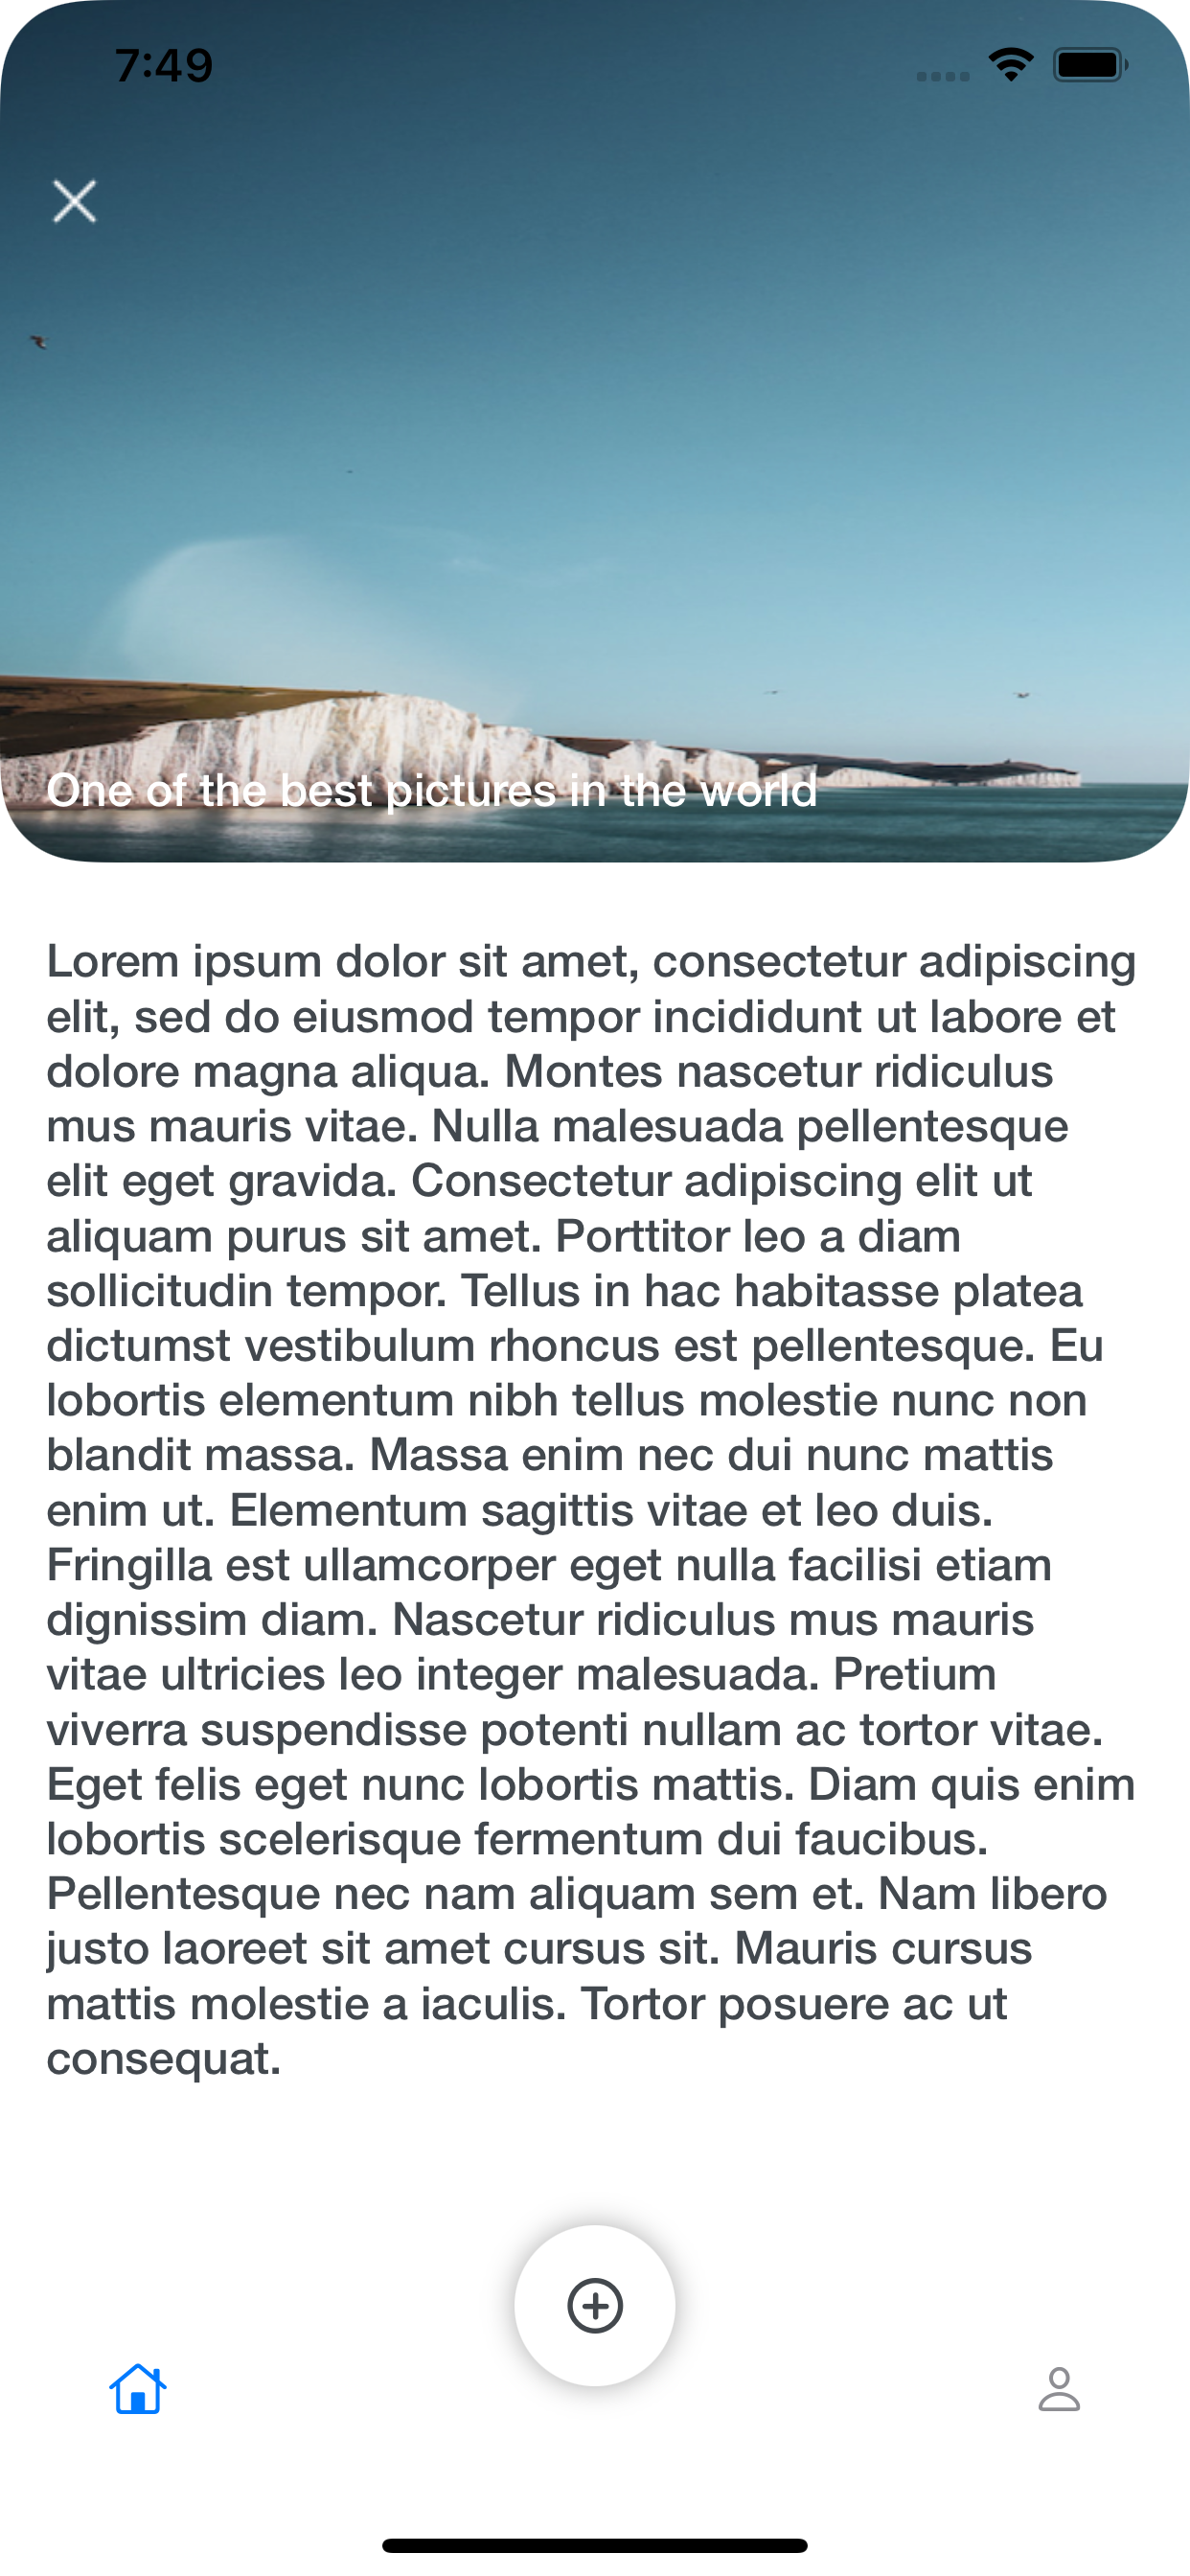 7:49
One of the best pictures in the world
Lorem ipsum dolor sit amet, consectetur adipiscing
elit, sed do eiusmod tempor incididunt ut labore et
dolore magna aliqua. Montes nascetur ridiculus
mus mauris vitae. Nulla malesuada pellentesque
elit eget gravida. Consectetur adipiscing elit ut
aliquam purus sit amet. Porttitor leo a diam
sollicitudin tempor. Tellus in hac habitasse platea
dictumst vestibulum rhoncus est pellentesque. Eu
lobortis elementum nibh tellus molestie nunc non
blandit massa. Massa enim nec dui nunc mattis
enim ut. Elementum sagittis vitae et leo duis.
Fringilla est ullamcorper eget nulla facilisi etiam
dignissim diam. Nascetur ridiculus mus mauris
vitae ultricies leo integer malesuada. Pretium
viverra suspendisse potenti nullam ac tortor vitae.
Eget felis eget nunc lobortis mattis. Diam quis enim
lobortis scelerisque fermentum dui faucibus.
Pellentesque nec nam aliquam sem et. Nam libero
justo laoreet sit amet cursus sit. Mauris cursus
mattis molestie a iaculis. Tortor posuere ac ut
consequat.